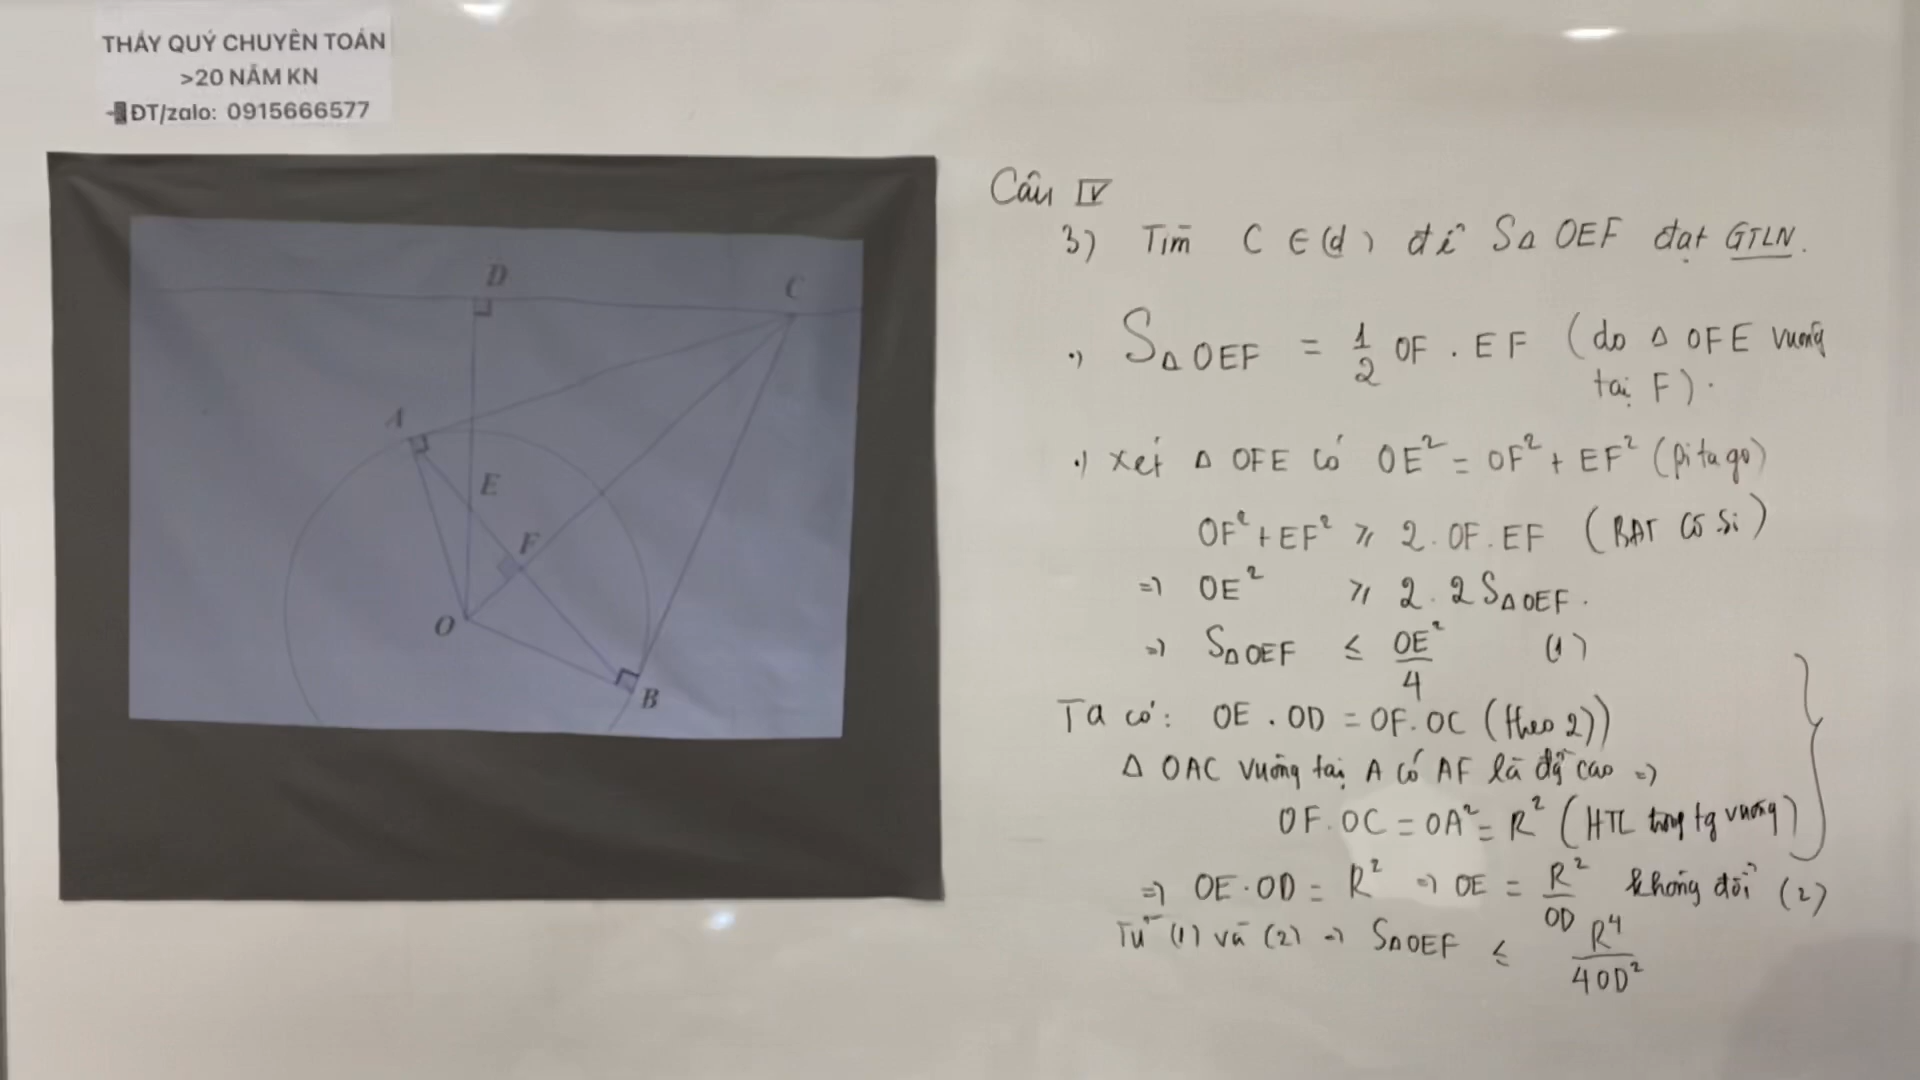 THẦY QUÝ CHUYÊN TOÁN
>20 NĂM KN
ĐT/zalo: 0915666577
D
C
A
E
F
O
B
Câu IV
3) Tìm C ∈ (d) để S△ OEF đạt GTLN.
•) S△OEF = 1/2 OF . EF (do △ OFE vuông
tại F).
•) Xét △ OFE có OE² = OF² + EF² (pitago)
OF² + EF² ⩾ 2. OF. EF (BĐT Cô Si)
=> OE² ⩾ 2. 2S△OEF.
=> S△OEF ≤ OE²/4 (1)
Ta có: OE . OD = OF. OC (theo 2))
△ OAC vuông tại A có AF là đg cao =>
OF. OC = OA² = R² (HTL trong tg vuông)
=> OE. OD = R² => OE = R²/OD không đổi (2)
Từ (1) và (2) => S△OEF ≤ R⁴/4OD²